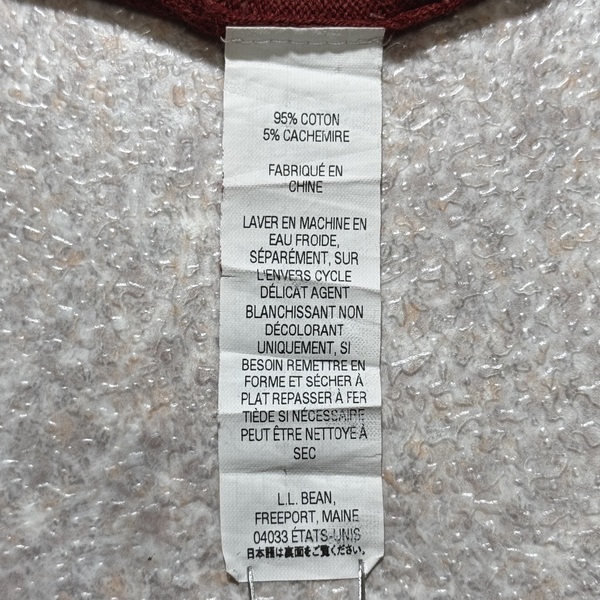 95% COTON
5% CACHEMIRE
FABRIQUÉ EN
CHINE
LAVER EN MACHINE EN
EAU FROIDE,
SÉPARÉMENT, SUR
L'ENVERS CYCLE
DÉLICAT AGENT
BLANCHISSANT NON
DÉCOLORANT
UNIQUEMENT, SI
BESOIN REMETTRE EN
FORME ET SÉCHER À
PLAT REPASSER À FER
TIÈDE SI NÉCESSAIRE
PEUT ÊTRE NETTOYÈ À
SEC
L.L. BEAN,
FREEPORT, MAINE
04033 ÉTATS-UNIS
日本語は裏面をご覧ください。